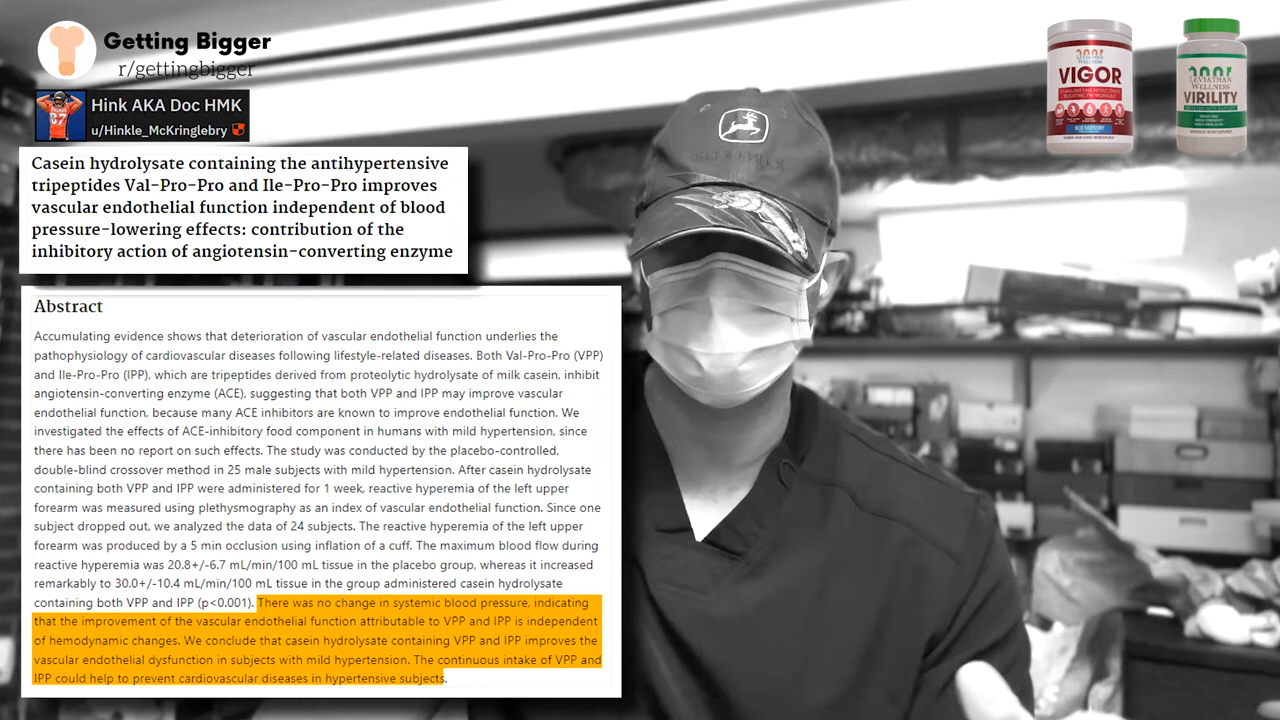 Getting Bigger
r/gettingbigger
Hink AKA Doc HMK
u/Hinkle_McKringlebry
Casein hydrolysate containing the antihypertensive
tripeptides Val-Pro-Pro and Ile-Pro-Pro improves
vascular endothelial function independent of blood
pressure-lowering effects: contribution of the
inhibitory action of angiotensin-converting enzyme
Abstract
Accumulating evidence shows that deterioration of vascular endothelial function underlies the
pathophysiology of cardiovascular diseases following lifestyle-related diseases. Both Val-Pro-Pro (VPP)
and Ile-Pro-Pro (IPP), which are tripeptides derived from proteolytic hydrolysate of milk casein, inhibit
angiotensin-converting enzyme (ACE), suggesting that both VPP and IPP may improve vascular
endothelial function, because many ACE inhibitors are known to improve endothelial function. We
investigated the effects of ACE-inhibitory food component in humans with mild hypertension, since
there has been no report on such effects. The study was conducted by the placebo-controlled,
double-blind crossover method in 25 male subjects with mild hypertension. After casein hydrolysate
containing both VPP and IPP were administered for 1 week, reactive hyperemia of the left upper
forearm was measured using plethysmography as an index of vascular endothelial function. Since one
subject dropped out, we analyzed the data of 24 subjects. The reactive hyperemia of the left upper
forearm was produced by a 5 min occlusion using inflation of a cuff. The maximum blood flow during
reactive hyperemia was 20.8+/-6.7 mL/min/100 mL tissue in the placebo group, whereas it increased
remarkably to 30.0+/-10.4 mL/min/100 mL tissue in the group administered casein hydrolysate
containing both VPP and IPP (p<0.001). There was no change in systemic blood pressure, indicating
that the improvement of the vascular endothelial function attributable to VPP and IPP is independent
of hemodynamic changes. We conclude that casein hydrolysate containing VPP and IPP improves the
vascular endothelial dysfunction in subjects with mild hypertension. The continuous intake of VPP and
IPP could help to prevent cardiovascular diseases in hypertensive subjects.
LEVIATHAN
WELLNESS
VIGOR
BLUE RASPBERRY
LEVIATHAN
WELLNESS
VIRILITY
67